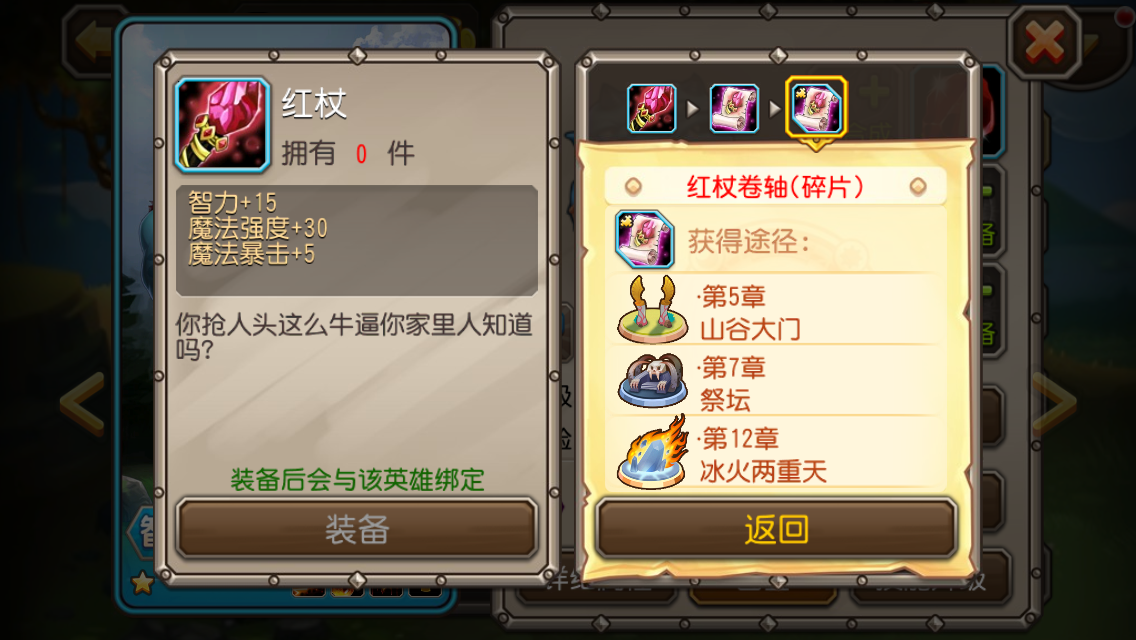 红杖
拥有 0 件
智力+15
魔法强度+30
魔法暴击+5
你抢人头这么牛逼你家里人知道
吗?
装备后会与该英雄绑定
装备
红杖卷轴(碎片)
获得途径:
·第5章
山谷大门
·第7章
祭坛
·第12章
冰火两重天
返回